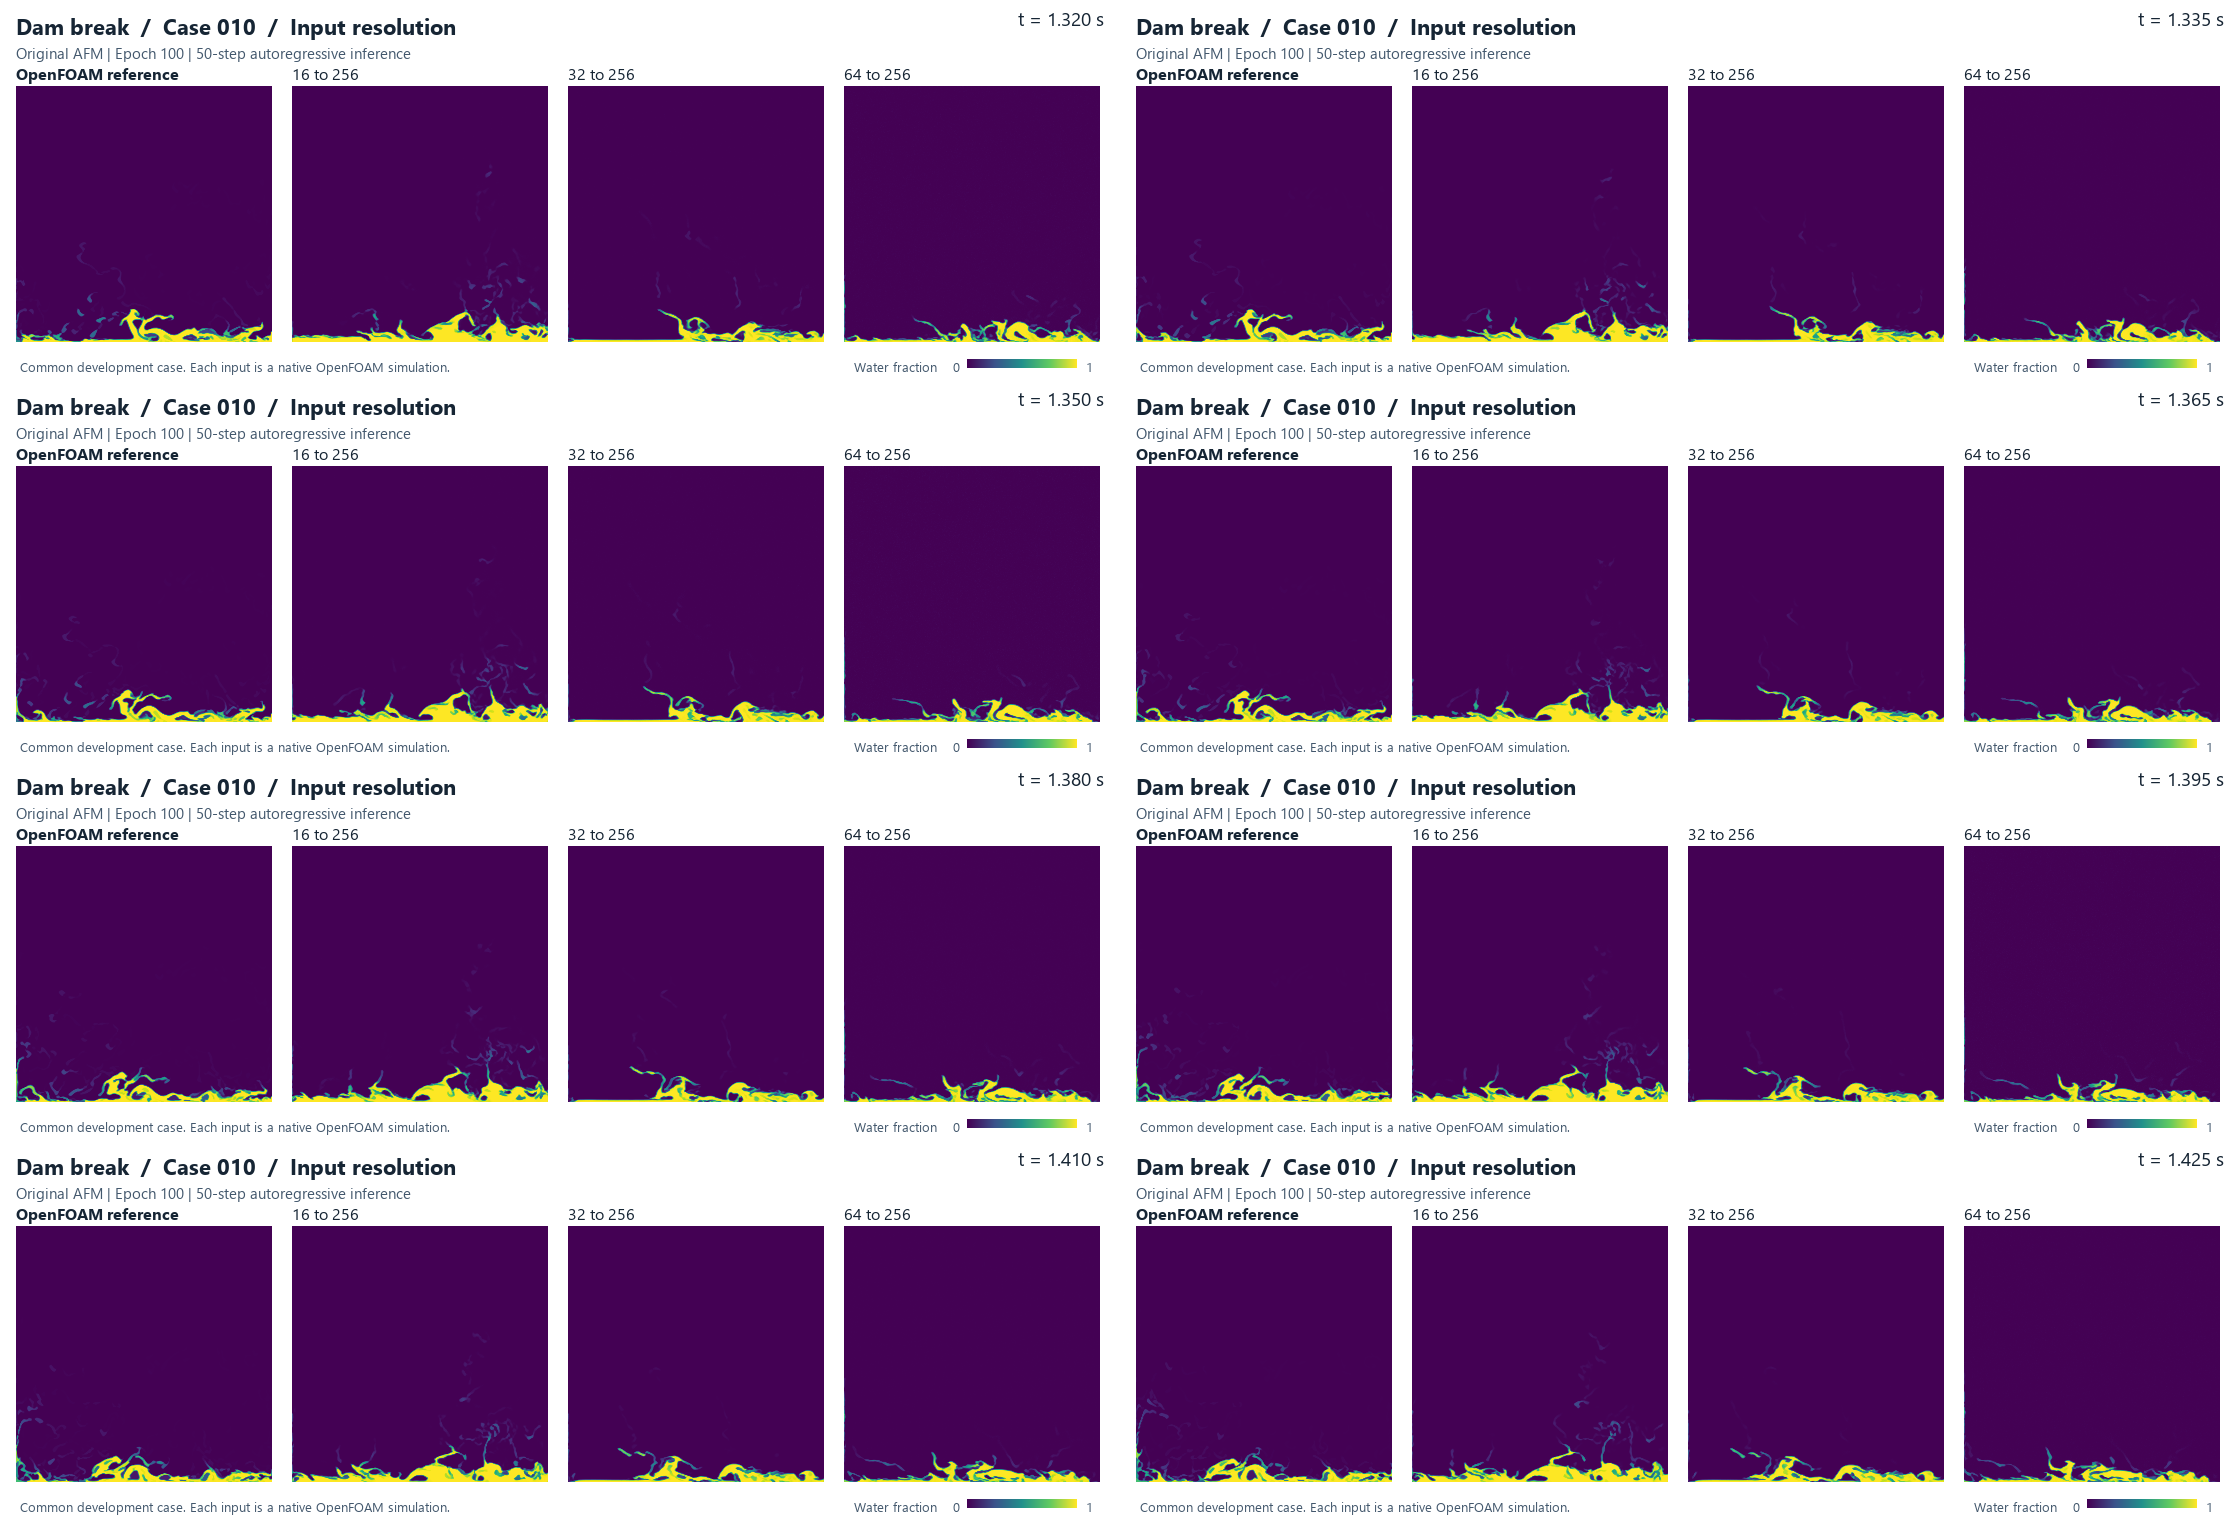 Dam break / Case 010 / Input resolution
t = 1.320 s
Original AFM | Epoch 100 | 50-step autoregressive inference
OpenFOAM reference
16 to 256
32 to 256
64 to 256
Common development case. Each input is a native OpenFOAM simulation.
Water fraction 0 1
Dam break / Case 010 / Input resolution
t = 1.335 s
Original AFM | Epoch 100 | 50-step autoregressive inference
OpenFOAM reference
16 to 256
32 to 256
64 to 256
Common development case. Each input is a native OpenFOAM simulation.
Water fraction 0 1
Dam break / Case 010 / Input resolution
t = 1.350 s
Original AFM | Epoch 100 | 50-step autoregressive inference
OpenFOAM reference
16 to 256
32 to 256
64 to 256
Common development case. Each input is a native OpenFOAM simulation.
Water fraction 0 1
Dam break / Case 010 / Input resolution
t = 1.365 s
Original AFM | Epoch 100 | 50-step autoregressive inference
OpenFOAM reference
16 to 256
32 to 256
64 to 256
Common development case. Each input is a native OpenFOAM simulation.
Water fraction 0 1
Dam break / Case 010 / Input resolution
t = 1.380 s
Original AFM | Epoch 100 | 50-step autoregressive inference
OpenFOAM reference
16 to 256
32 to 256
64 to 256
Common development case. Each input is a native OpenFOAM simulation.
Water fraction 0 1
Dam break / Case 010 / Input resolution
t = 1.395 s
Original AFM | Epoch 100 | 50-step autoregressive inference
OpenFOAM reference
16 to 256
32 to 256
64 to 256
Common development case. Each input is a native OpenFOAM simulation.
Water fraction 0 1
Dam break / Case 010 / Input resolution
t = 1.410 s
Original AFM | Epoch 100 | 50-step autoregressive inference
OpenFOAM reference
16 to 256
32 to 256
64 to 256
Common development case. Each input is a native OpenFOAM simulation.
Water fraction 0 1
Dam break / Case 010 / Input resolution
t = 1.425 s
Original AFM | Epoch 100 | 50-step autoregressive inference
OpenFOAM reference
16 to 256
32 to 256
64 to 256
Common development case. Each input is a native OpenFOAM simulation.
Water fraction 0 1